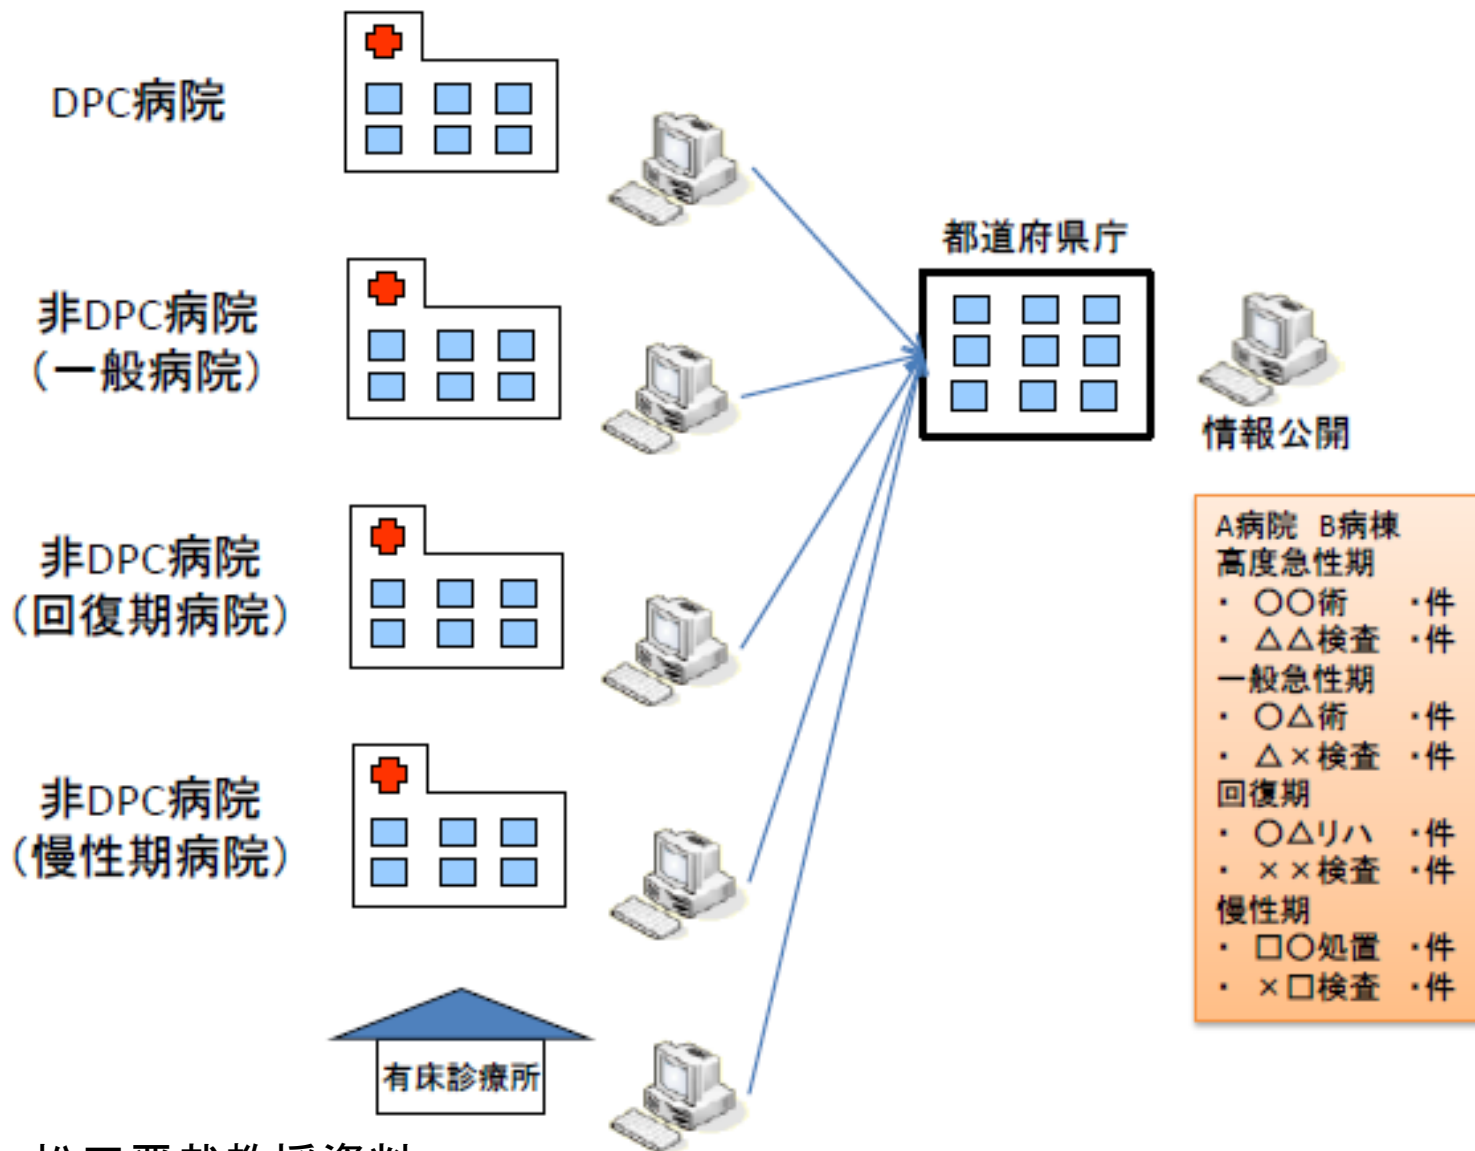 DPC病院
非DPC病院
（一般病院）
非DPC病院
（回復期病院）
非DPC病院
（慢性期病院）
有床診療所
都道府県庁
情報公開
A病院 B病棟
高度急性期
・ 〇〇術 ・件
・ △△検査 ・件
一般急性期
・ 〇△術 ・件
・ △×検査 ・件
回復期
・ 〇△リハ ・件
・ ××検査 ・件
慢性期
・ □〇処置 ・件
・ ×□検査 ・件